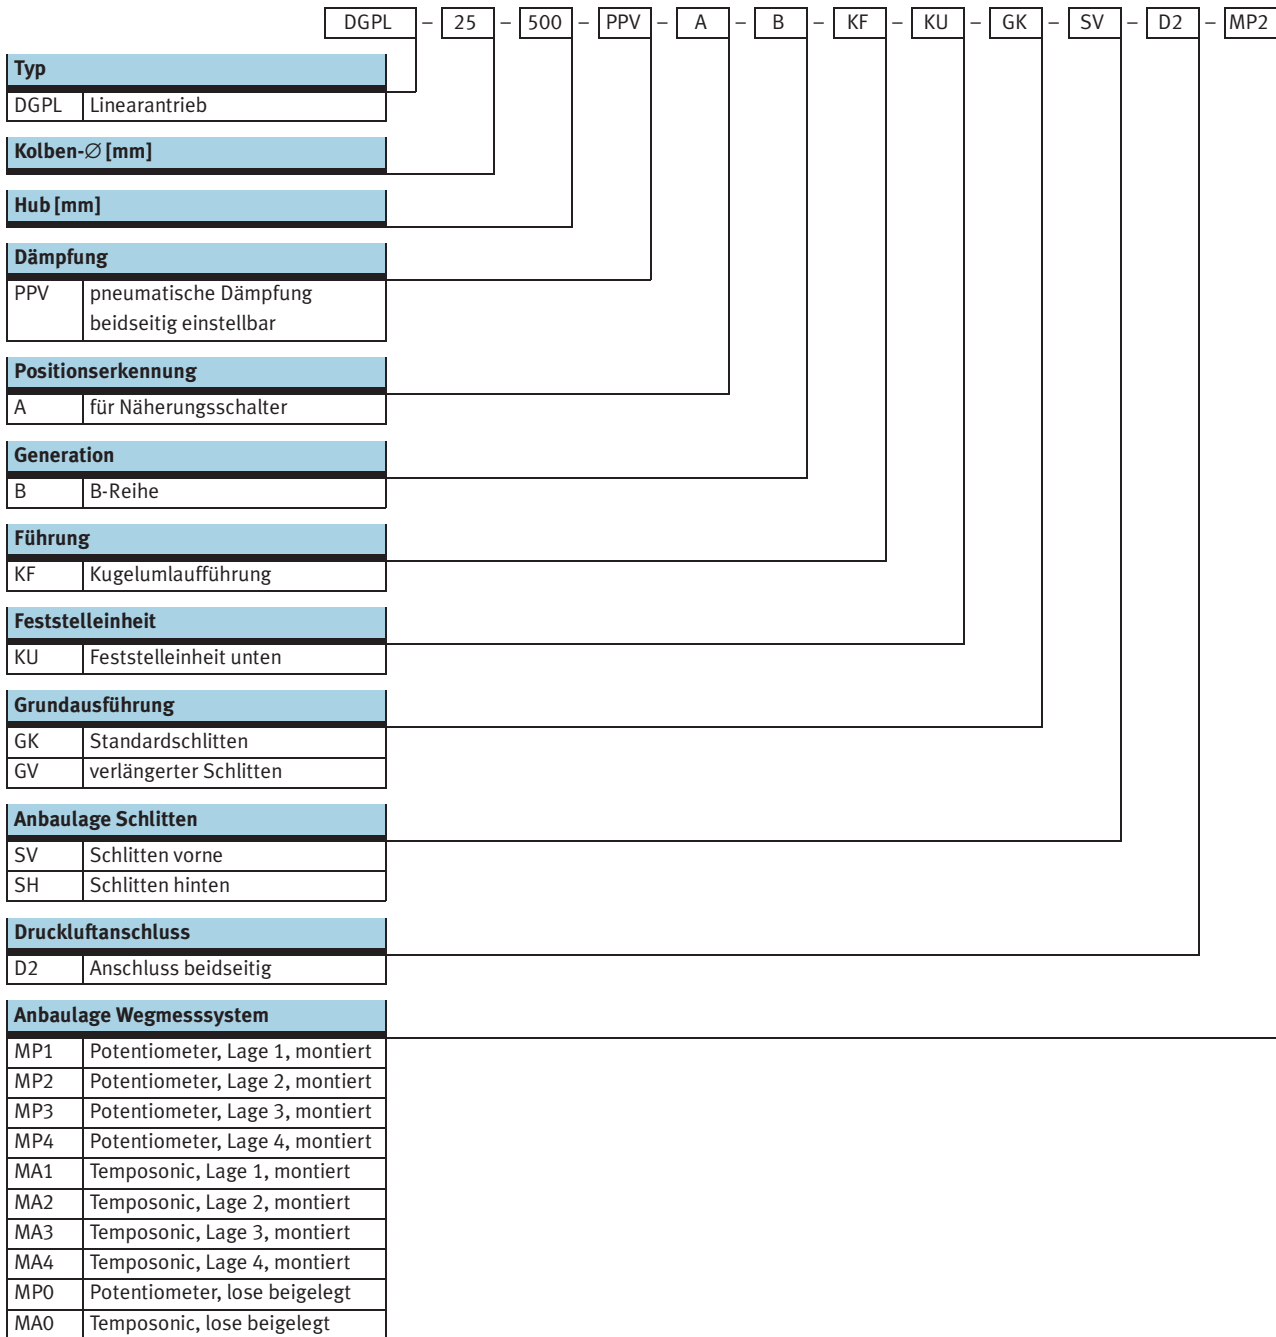 DGPL – 25 – 500 – PPV – A – B – KF – KU – GK – SV – D2 – MP2
Typ
DGPL Linearantrieb
Kolben-∅ [mm]
Hub [mm]
Dämpfung
PPV pneumatische Dämpfung
beidseitig einstellbar
Positionserkennung
A für Näherungsschalter
Generation
B B-Reihe
Führung
KF Kugelumlaufführung
Feststelleinheit
KU Feststelleinheit unten
Grundausführung
GK Standardschlitten
GV verlängerter Schlitten
Anbaulage Schlitten
SV Schlitten vorne
SH Schlitten hinten
Druckluftanschluss
D2 Anschluss beidseitig
Anbaulage Wegmesssystem
MP1 Potentiometer, Lage 1, montiert
MP2 Potentiometer, Lage 2, montiert
MP3 Potentiometer, Lage 3, montiert
MP4 Potentiometer, Lage 4, montiert
MA1 Temposonic, Lage 1, montiert
MA2 Temposonic, Lage 2, montiert
MA3 Temposonic, Lage 3, montiert
MA4 Temposonic, Lage 4, montiert
MP0 Potentiometer, lose beigelegt
MA0 Temposonic, lose beigelegt